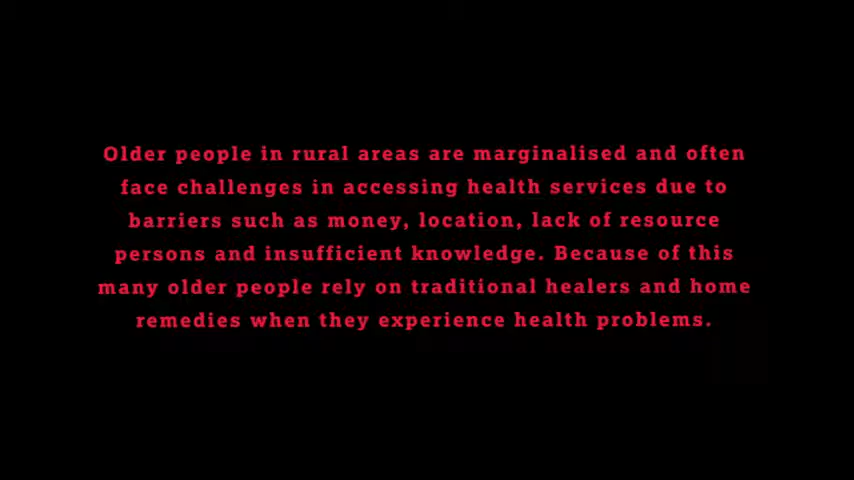 Older people in rural areas are marginalised and often
face challenges in accessing health services due to
barriers such as money, location, lack of resource
persons and insufficient knowledge. Because of this
many older people rely on traditional healers and home
remedies when they experience health problems.